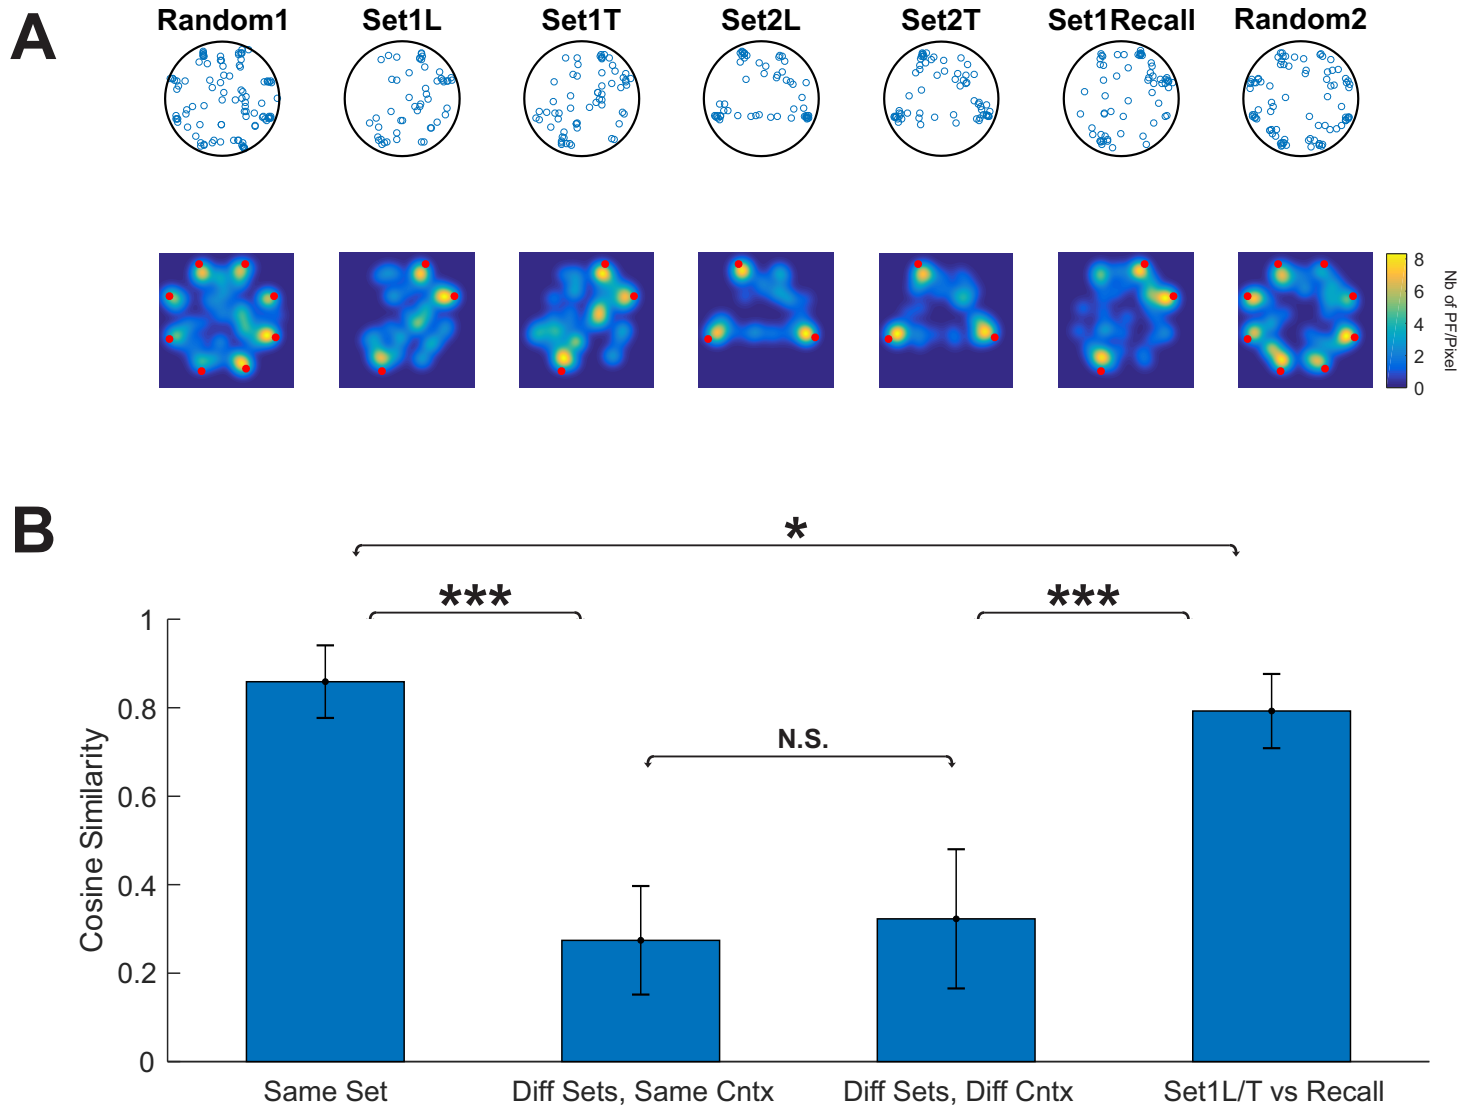 A
Random1 Set1L Set1T Set2L Set2T Set1Recall Random2
8
6
4
2
0
Nb of PF/Pixel
B
*
*** ***
N.S.
1
0.8
0.6
0.4
0.2
0
Cosine Similarity
Same Set Diff Sets, Same Cntx Diff Sets, Diff Cntx Set1L/T vs Recall